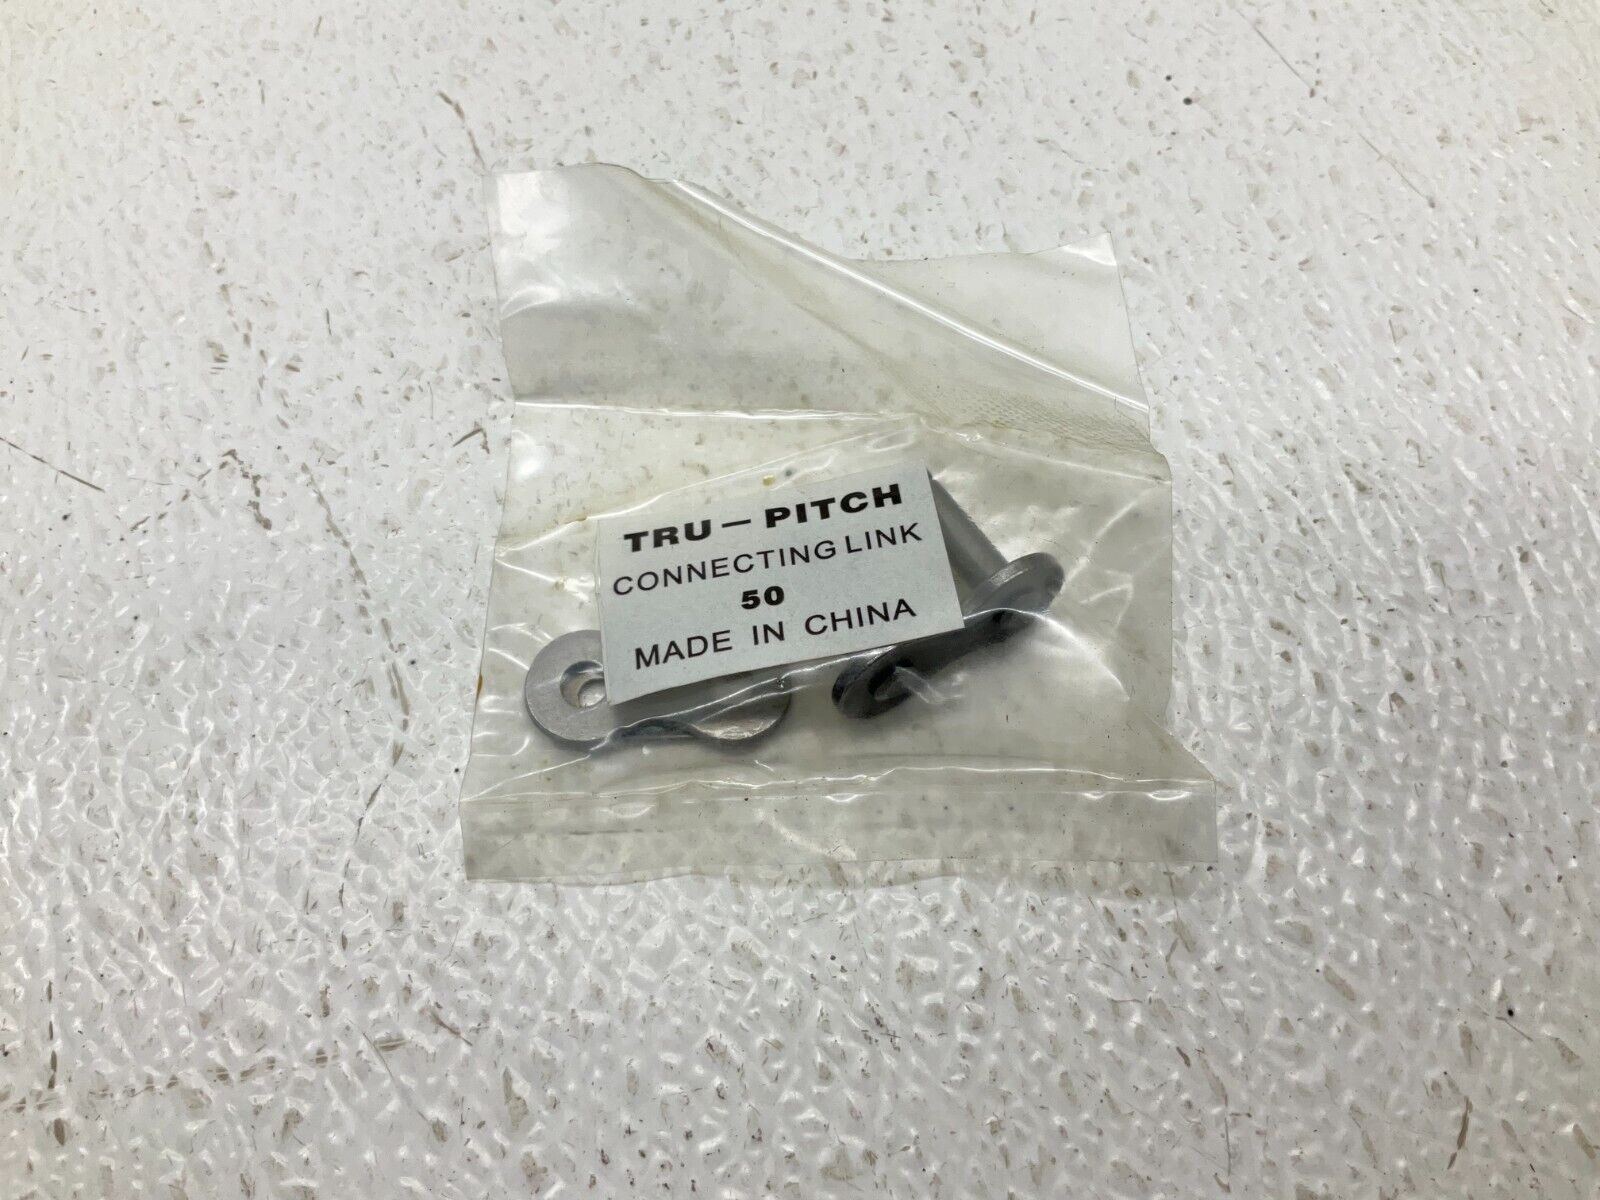 TRU-PITCH
CONNECTING LINK
50
MADE IN CHINA